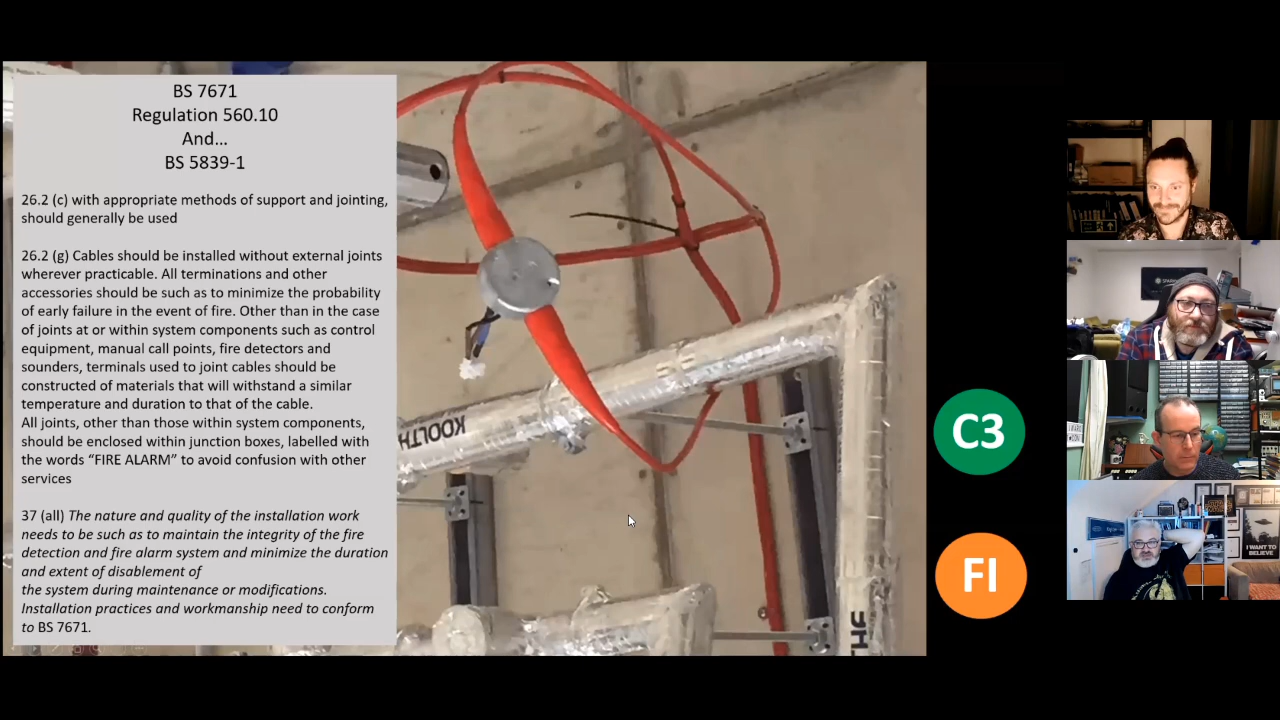 BS 7671
Regulation 560.10
And...
BS 5839-1
26.2 (c) with appropriate methods of support and jointing,
should generally be used
26.2 (g) Cables should be installed without external joints
wherever practicable. All terminations and other
accessories should be such as to minimize the probability
of early failure in the event of fire. Other than in the case
of joints at or within system components such as control
equipment, manual call points, fire detectors and
sounders, terminals used to joint cables should be
constructed of materials that will withstand a similar
temperature and duration to that of the cable.
All joints, other than those within system components,
should be enclosed within junction boxes, labelled with
the words “FIRE ALARM” to avoid confusion with other
services
37 (all) The nature and quality of the installation work
needs to be such as to maintain the integrity of the fire
detection and fire alarm system and minimize the duration
and extent of disablement of
the system during maintenance or modifications.
Installation practices and workmanship need to conform
to BS 7671.
KOOLTH
C3
FI
I WANT TO
BELIEVE